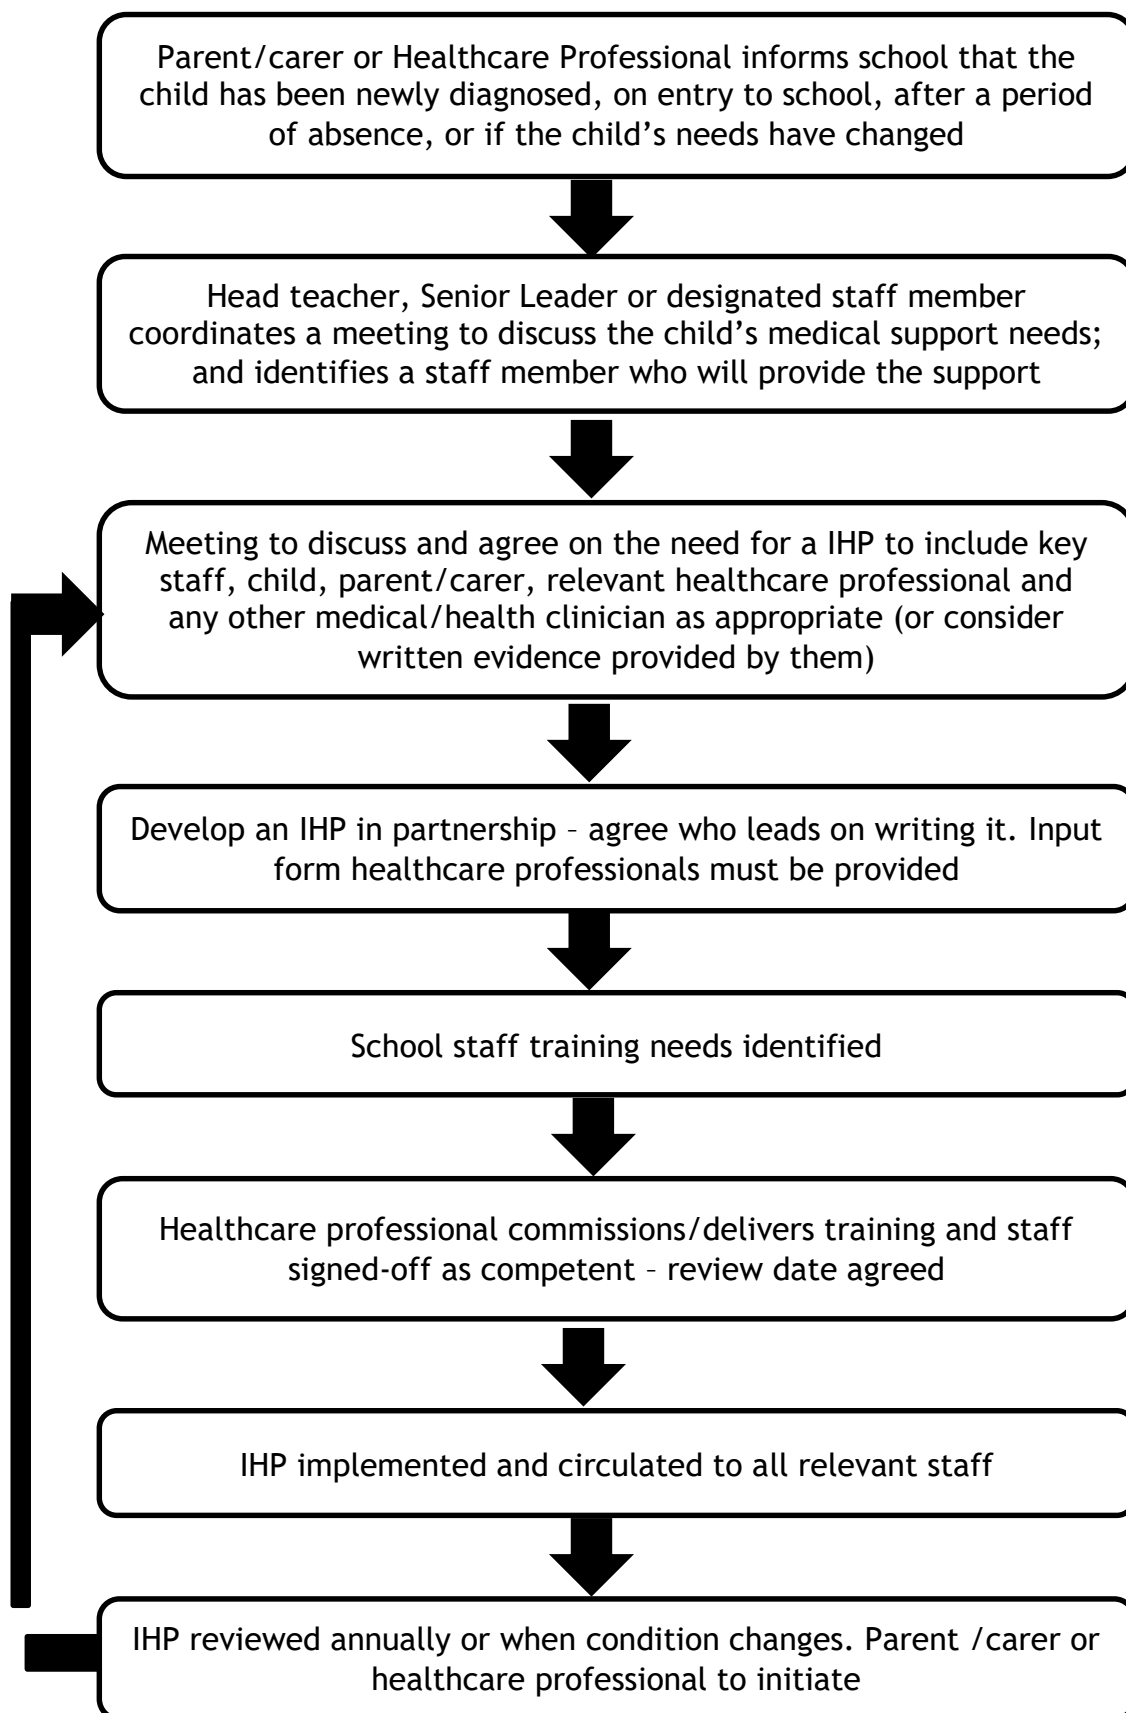 Parent/carer or Healthcare Professional informs school that the
child has been newly diagnosed, on entry to school, after a period
of absence, or if the child’s needs have changed
Head teacher, Senior Leader or designated staff member
coordinates a meeting to discuss the child’s medical support needs;
and identifies a staff member who will provide the support
Meeting to discuss and agree on the need for a IHP to include key
staff, child, parent/carer, relevant healthcare professional and
any other medical/health clinician as appropriate (or consider
written evidence provided by them)
Develop an IHP in partnership – agree who leads on writing it. Input
form healthcare professionals must be provided
School staff training needs identified
Healthcare professional commissions/delivers training and staff
signed-off as competent – review date agreed
IHP implemented and circulated to all relevant staff
IHP reviewed annually or when condition changes. Parent /carer or
healthcare professional to initiate